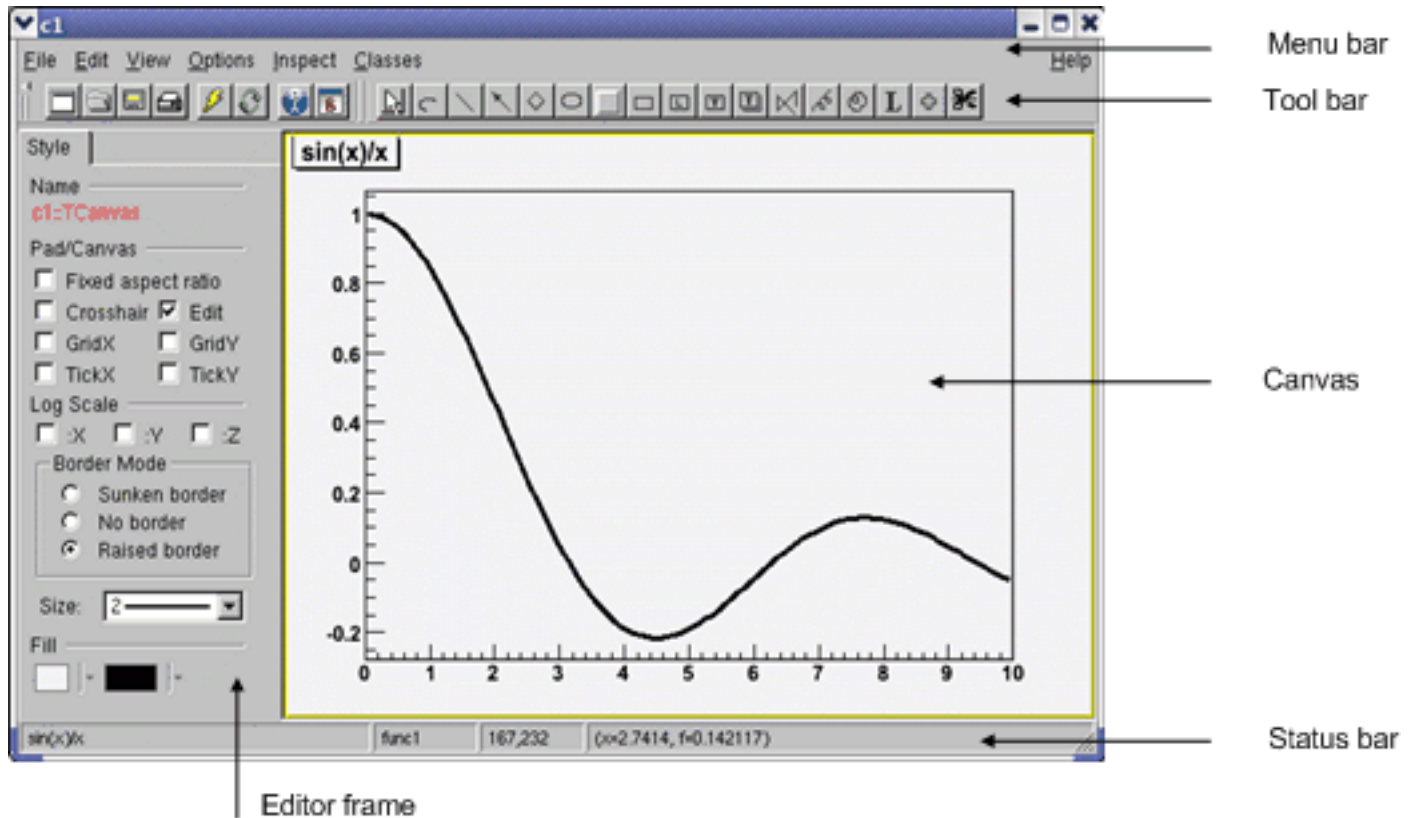 c1
File Edit View Options Inspect Classes Help
Menu bar
Tool bar
Style
sin(x)/x
Name
c1::TCanvas
Pad/Canvas
Fixed aspect ratio
Crosshair Edit
GridX GridY
TickX TickY
Log Scale
:X :Y :Z
Border Mode
Sunken border
No border
Raised border
Size: 2
Fill
1
0.8
0.6
0.4
0.2
0
-0.2
0 1 2 3 4 5 6 7 8 9 10
Canvas
sin(x)/x func1 167,232 (x=2.7414, f=0.142117)
Status bar
Editor frame